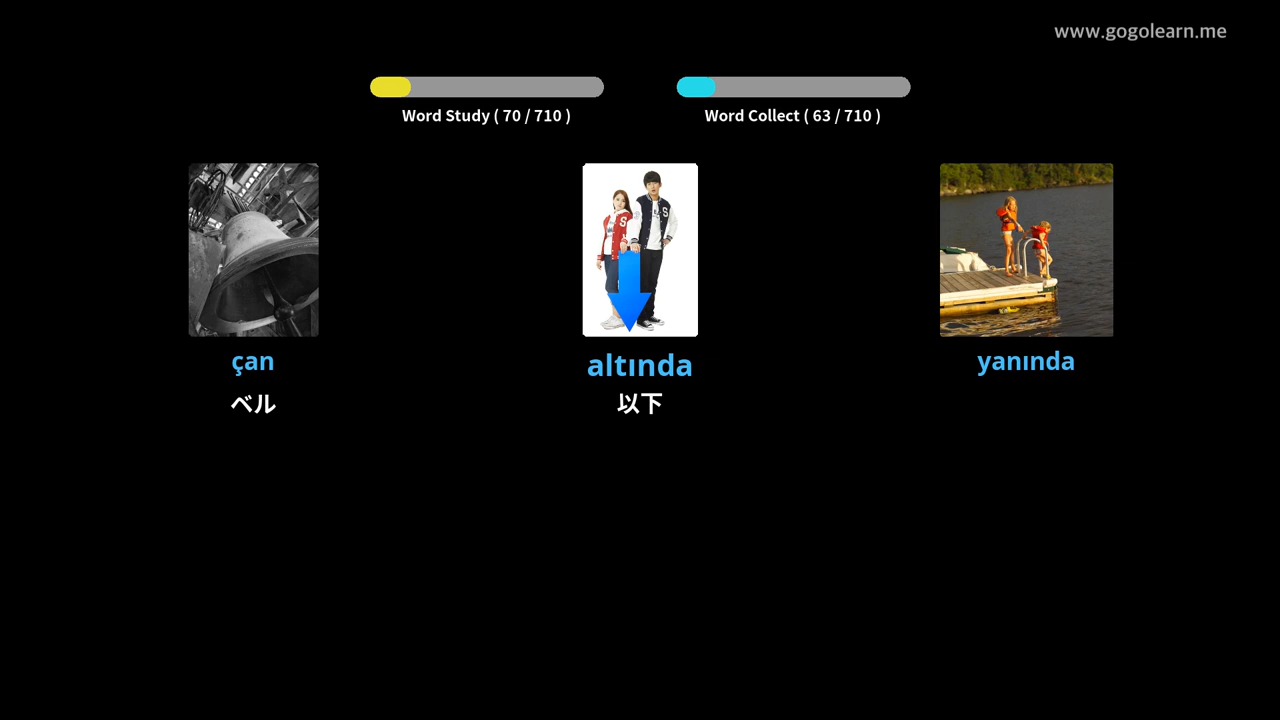 www.gogolearn.me
Word Study ( 70 / 710 )
Word Collect ( 63 / 710 )
çan
altında
yanında
ベル
以下
S
S